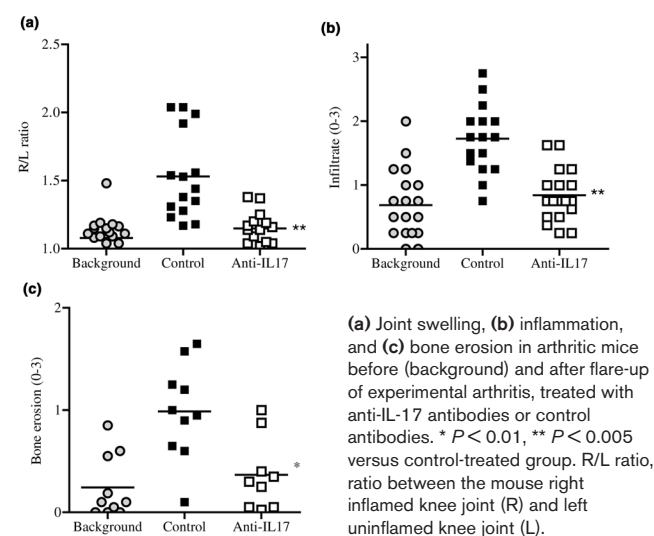 (a)
2.5
2.0
1.5
1.0
R/L ratio
**
Background Control Anti-IL17
(b)
3
2
1
0
Infiltrate (0-3)
**
Background Control Anti-IL17
(c)
2
1
0
Bone erosion (0-3)
*
Background Control Anti-IL17
(a) Joint swelling, (b) inflammation,
and (c) bone erosion in arthritic mice
before (background) and after flare-up
of experimental arthritis, treated with
anti-IL-17 antibodies or control
antibodies. * P < 0.01, ** P < 0.005
versus control-treated group. R/L ratio,
ratio between the mouse right
inflamed knee joint (R) and left
uninflamed knee joint (L).